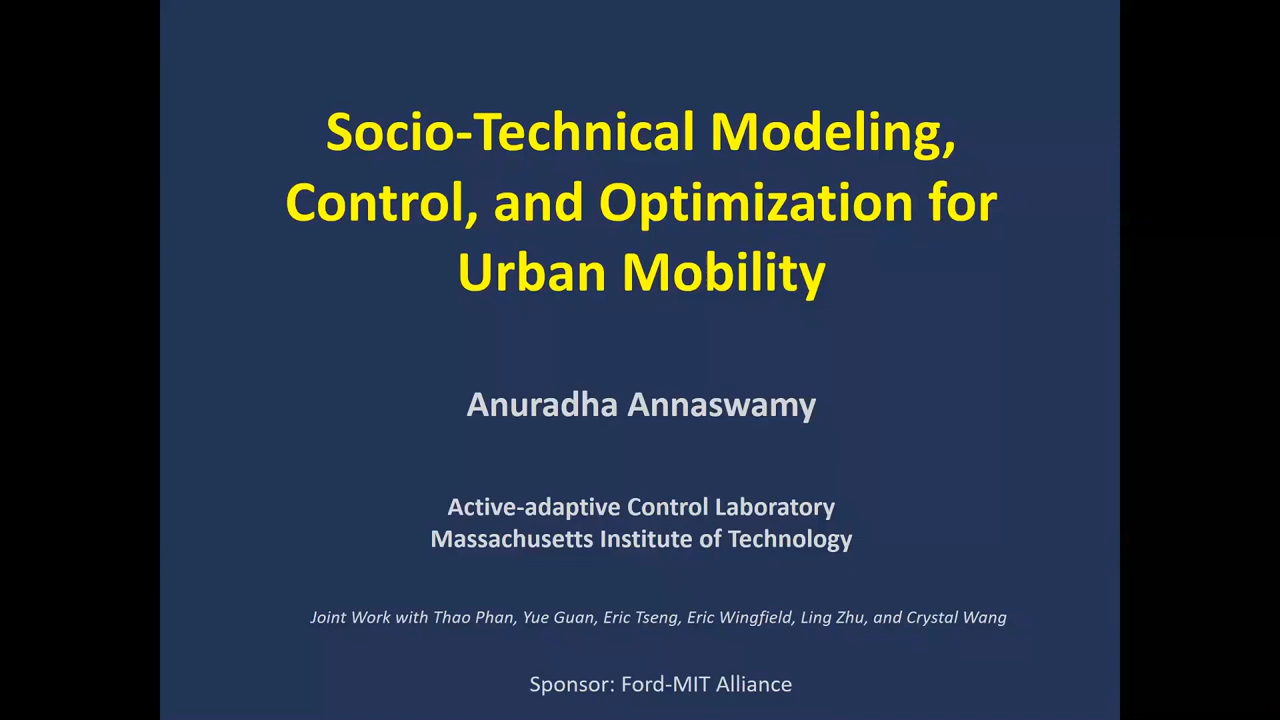 Socio-Technical Modeling,
Control, and Optimization for
Urban Mobility
Anuradha Annaswamy
Active-adaptive Control Laboratory
Massachusetts Institute of Technology
Joint Work with Thao Phan, Yue Guan, Eric Tseng, Eric Wingfield, Ling Zhu, and Crystal Wang
Sponsor: Ford-MIT Alliance